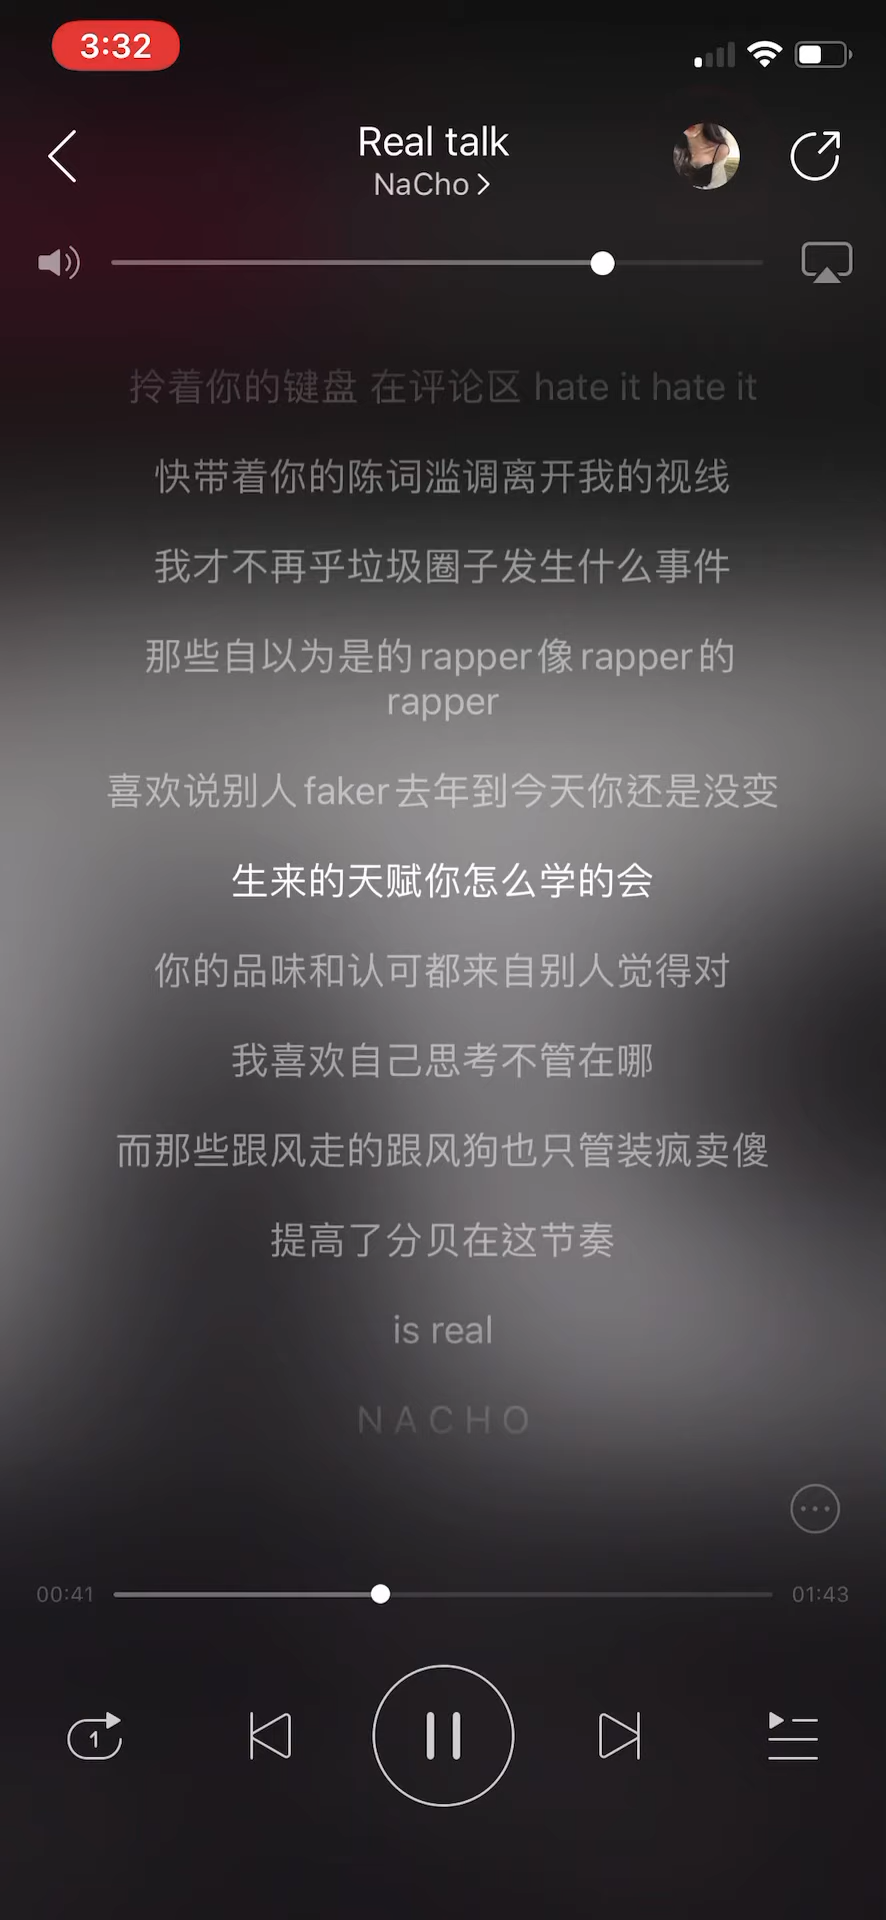 3:32
Real talk
NaCho
拎着你的键盘 在评论区 hate it hate it
快带着你的陈词滥调离开我的视线
我才不再乎垃圾圈子发生什么事件
那些自以为是的rapper像rapper的
rapper
喜欢说别人faker去年到今天你还是没变
生来的天赋你怎么学的会
你的品味和认可都来自别人觉得对
我喜欢自己思考不管在哪
而那些跟风走的跟风狗也只管装疯卖傻
提高了分贝在这节奏
is real
NACHO
00:41
01:43
1